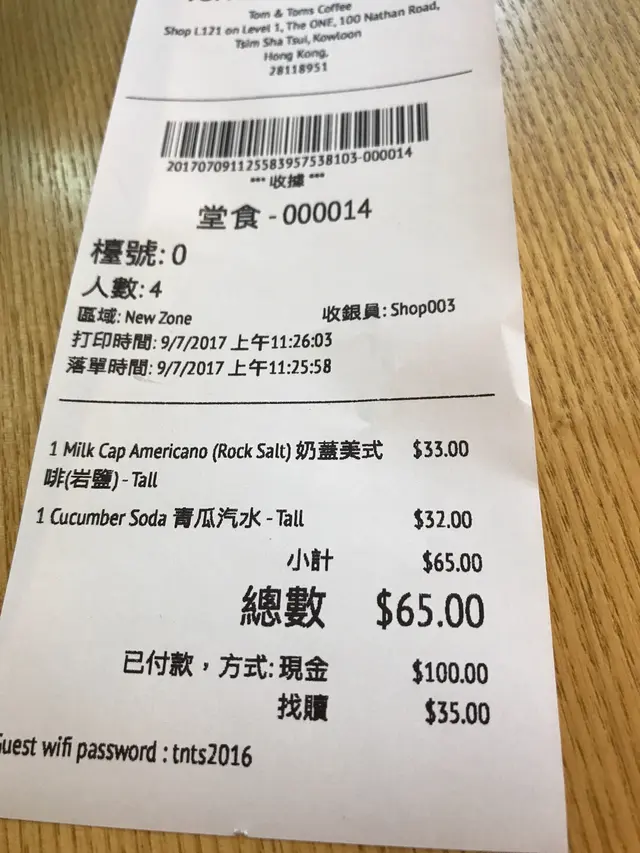 Tom & Toms Coffee
Shop L121 on Level 1, The ONE, 100 Nathan Road,
Tsim Sha Tsui, Kowloon
Hong Kong.
28118951
201707091125583957538103-000014
*** 收據 ***
堂食 - 000014
檯號: 0
人數: 4
區域: New Zone 收銀員: Shop003
打印時間: 9/7/2017 上午11:26:03
落單時間: 9/7/2017 上午11:25:58
1 Milk Cap Americano (Rock Salt) 奶蓋美式 $33.00
啡(岩鹽) - Tall
1 Cucumber Soda 青瓜汽水 - Tall $32.00
小計 $65.00
總數 $65.00
已付款，方式: 現金 $100.00
找贖 $35.00
Guest wifi password : tnts2016